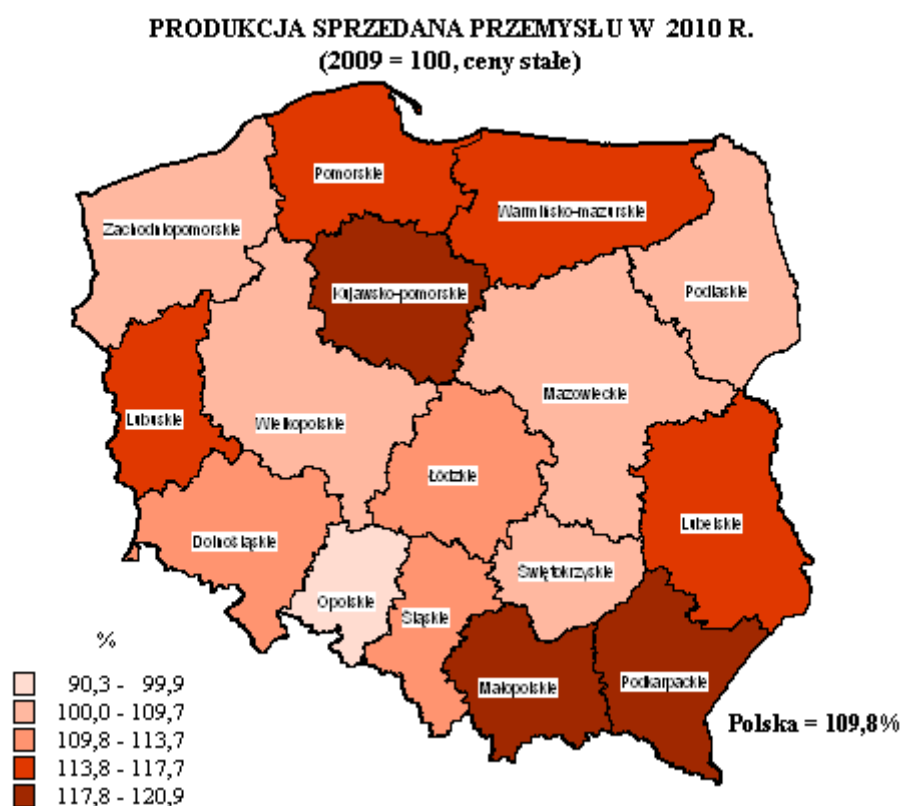 PRODUKCJA SPRZEDANA PRZEMYSŁU W 2010 R.
(2009 = 100, ceny stałe)
Pomorskie
Warmińsko-mazurskie
Zachodniopomorskie
Podlaskie
Kujawsko-pomorskie
Mazowieckie
Lubuskie
Wielkopolskie
Łódzkie
Lubelskie
Dolnośląskie
Świętokrzyskie
Opolskie
Śląskie
Małopolskie
Podkarpackie
%
90,3 - 99,9
100,0 - 109,7
109,8 - 113,7
113,8 - 117,7
117,8 - 120,9
Polska = 109,8%